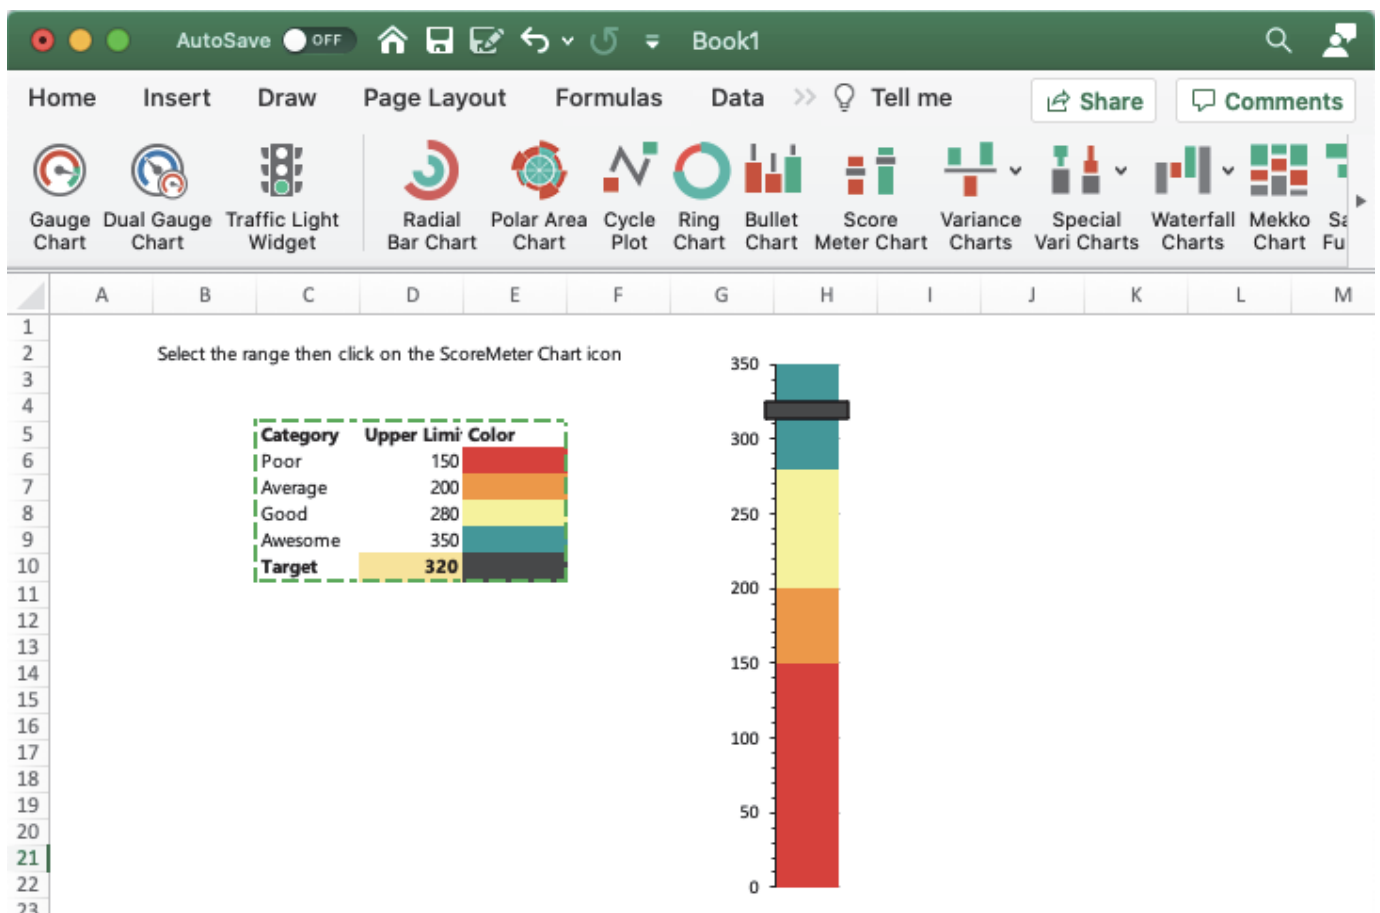 AutoSave OFF Book1
Home Insert Draw Page Layout Formulas Data Tell me Share Comments
Gauge Chart
Dual Gauge Chart
Traffic Light Widget
Radial Bar Chart
Polar Area Chart
Cycle Plot
Ring Chart
Bullet Chart
Score Meter Chart
Variance Charts
Special Vari Charts
Waterfall Charts
Mekko Chart
Sa
Fu
A B C D E F G H I J K L M
1
2 Select the range then click on the ScoreMeter Chart icon
3
4
5 Category Upper Limi Color
6 Poor 150
7 Average 200
8 Good 280
9 Awesome 350
10 Target 320
11
12
13
14
15
16
17
18
19
20
21
22
23
350
300
250
200
150
100
50
0